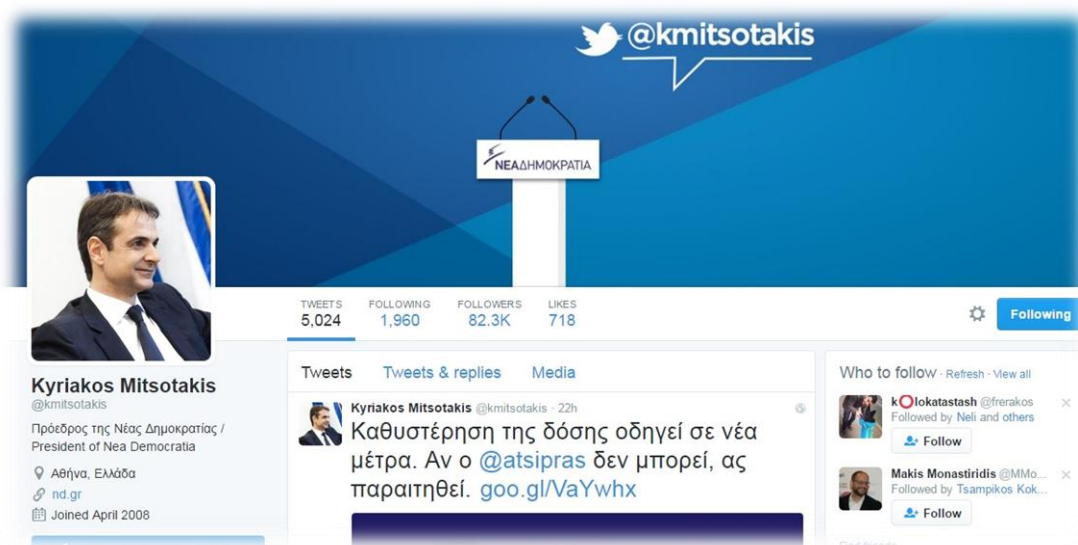 @kmitsotakis
ΝΕΑΔΗΜΟΚΡΑΤΙΑ
TWEETS FOLLOWING FOLLOWERS LIKES
5,024 1,960 82.3K 718
Following
Kyriakos Mitsotakis
@kmitsotakis
Πρόεδρος της Νέας Δημοκρατίας /
President of Nea Democratia
Αθήνα, Ελλάδα
nd.gr
Joined April 2008
Tweets Tweets & replies Media
Kyriakos Mitsotakis @kmitsotakis · 22h
Καθυστέρηση της δόσης οδηγεί σε νέα
μέτρα. Αν ο @atsipras δεν μπορεί, ας
παραιτηθεί. goo.gl/VaYwhx
Who to follow · Refresh · View all
k⭕lokatastash @frerakos
Followed by Neli and others
Follow
Makis Monastiridis @MMo...
Followed by Tsampikos Kok...
Follow
Find friends